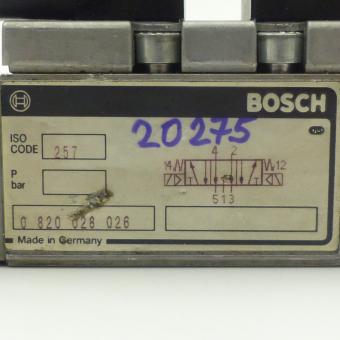 BOSCH
20275
ISO
CODE 257
4 2
14 12
5 1 3
P
bar
0 820 026 026
Made in Germany